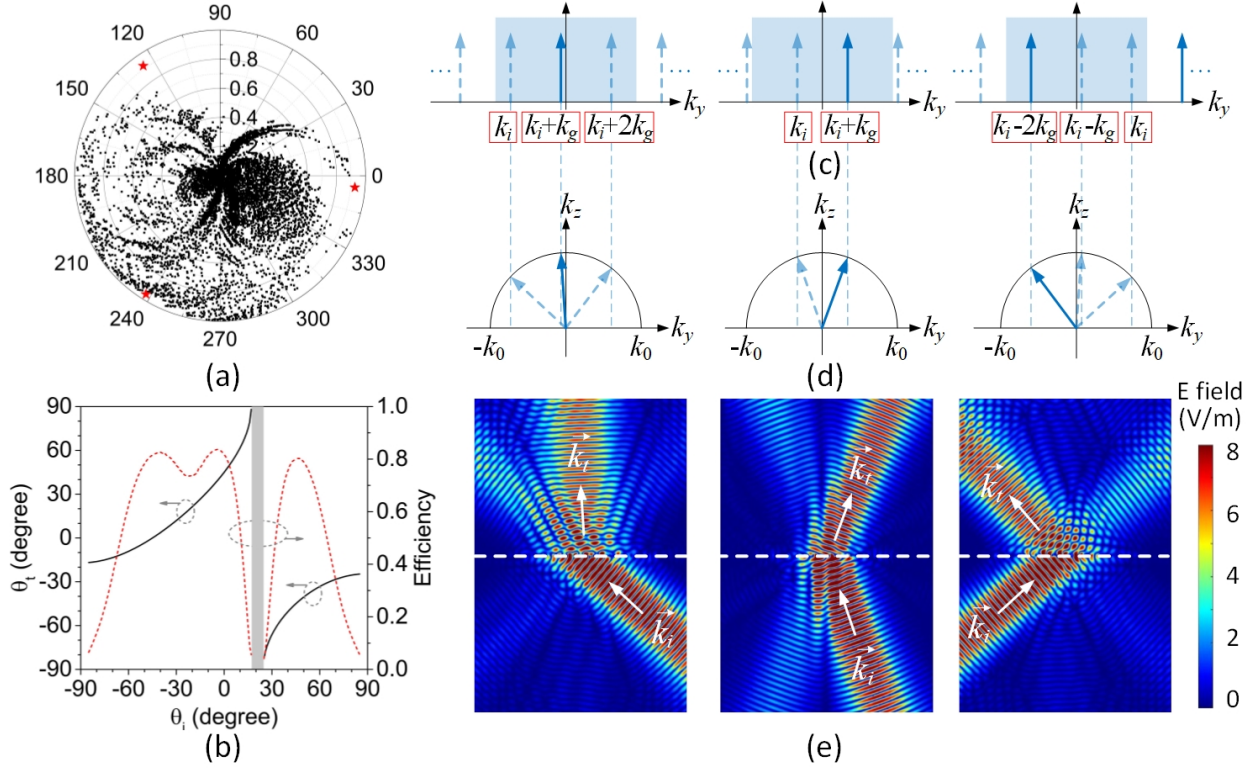 90
120
60
150
30
180
0
210
330
240
300
270
0.8
0.6
0.4
(a)
90
60
30
0
-30
-60
-90
θt (degree)
1.0
0.8
0.6
0.4
0.2
0.0
Efficiency
-90 -60 -30 0 30 60 90
θi (degree)
(b)
... ... ky
ki ki+kg ki+2kg
... ... ky
ki ki+kg
(c)
... ... ky
ki-2kg ki-kg ki
kz
-k0 k0 ky
kz
-k0 k0 ky
(d)
kz
-k0 k0 ky
kt
ki
kt
ki
kt
ki
(e)
E field
(V/m)
8
6
4
2
0